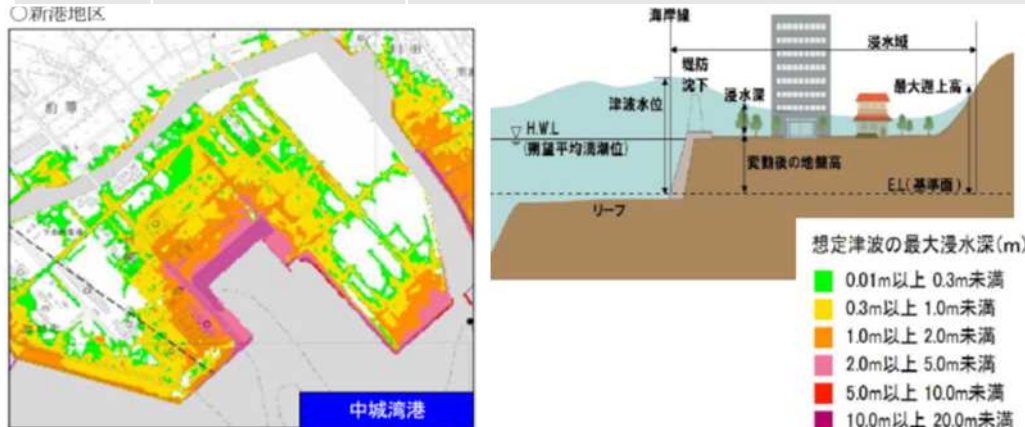 ○新港地区
中城湾港
海岸線
浸水域
堤防
沈下
津波水位
浸水深
最大遡上高
H.W.L
(朔望平均満潮位)
変動後の地盤高
E.L(基準面)
リーフ
想定津波の最大浸水深(m)
0.01m以上 0.3m未満
0.3m以上 1.0m未満
1.0m以上 2.0m未満
2.0m以上 5.0m未満
5.0m以上 10.0m未満
10.0m以上 20.0m未満